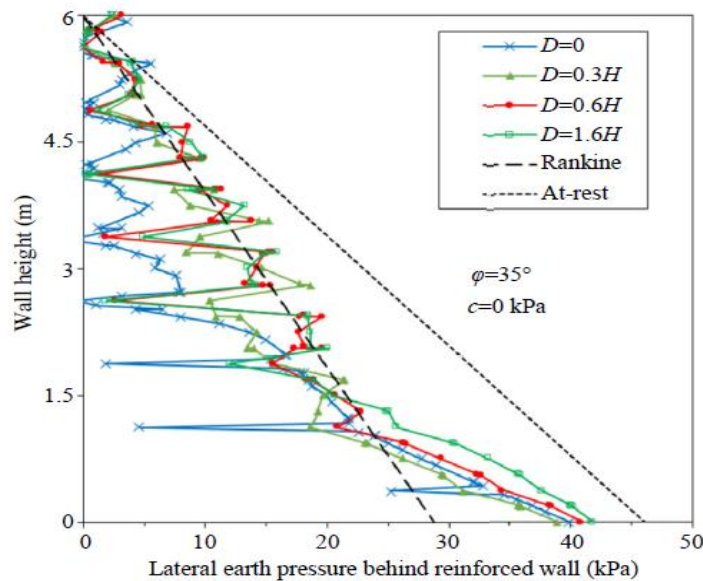 6
4.5
3
1.5
0
Wall height (m)
D=0
D=0.3H
D=0.6H
D=1.6H
Rankine
At-rest
φ=35°
c=0 kPa
0 10 20 30 40 50
Lateral earth pressure behind reinforced wall (kPa)